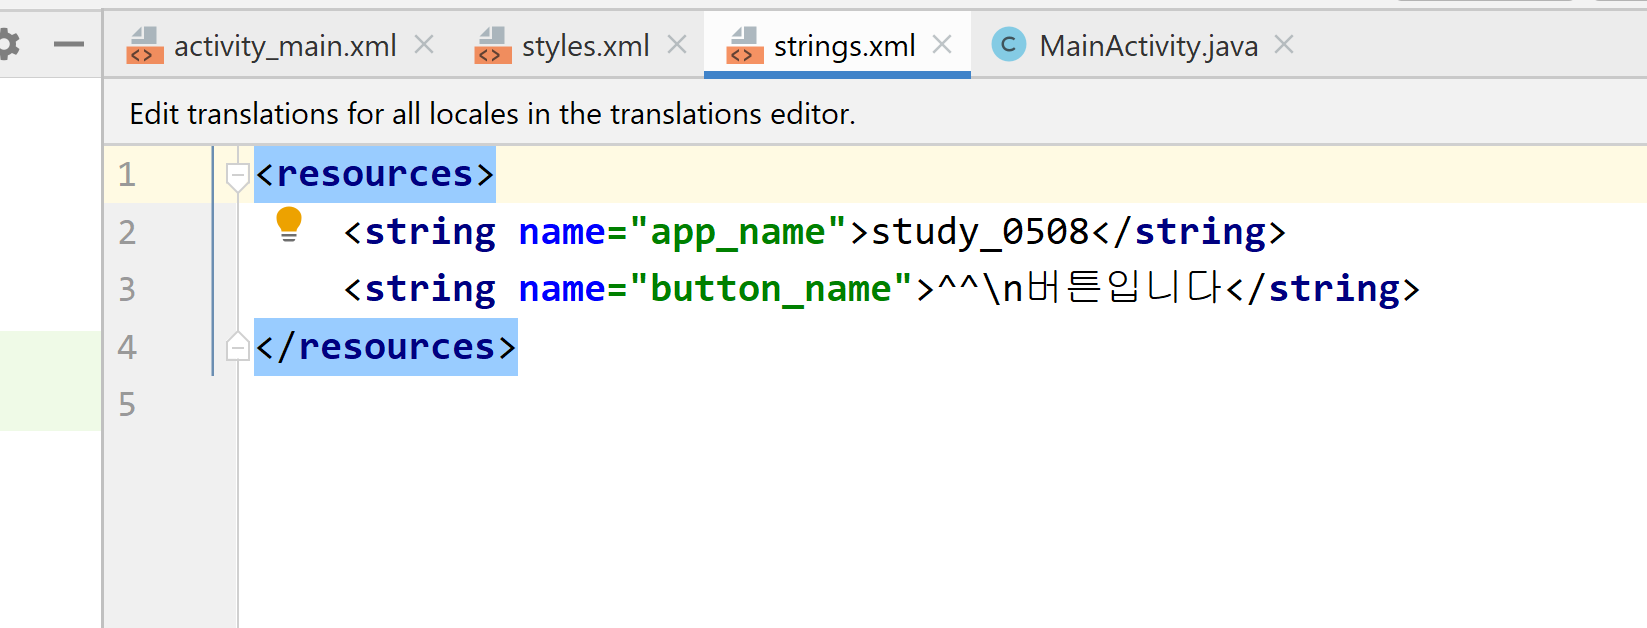 activity_main.xml styles.xml strings.xml C MainActivity.java
Edit translations for all locales in the translations editor.
1 <resources>
2 <string name="app_name">study_0508</string>
3 <string name="button_name">^^\n버튼입니다</string>
4 </resources>
5